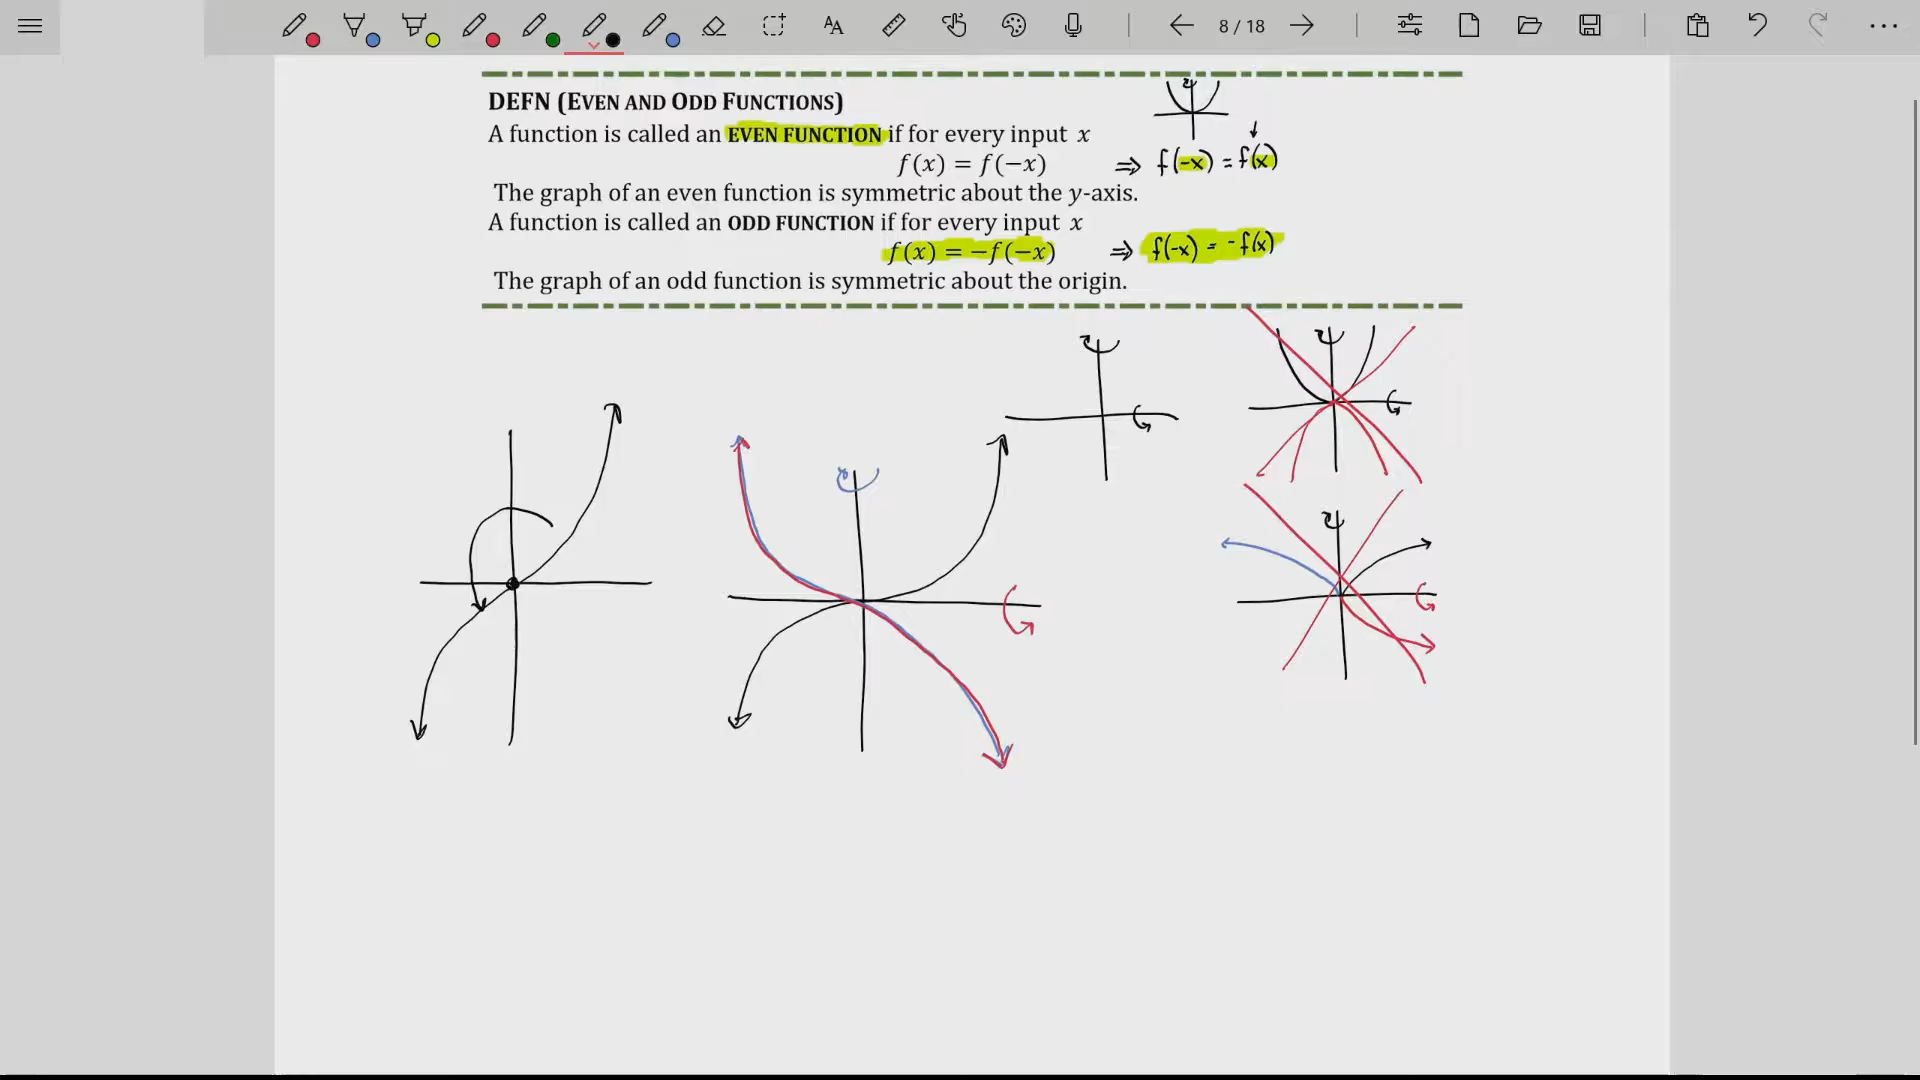 8 / 18
DEFN (EVEN AND ODD FUNCTIONS)
A function is called an EVEN FUNCTION if for every input x
f(x) = f(−x) ⇒ f(-x) = f(x)
The graph of an even function is symmetric about the y-axis.
A function is called an ODD FUNCTION if for every input x
f(x) = −f(−x) ⇒ f(-x) = -f(x)
The graph of an odd function is symmetric about the origin.